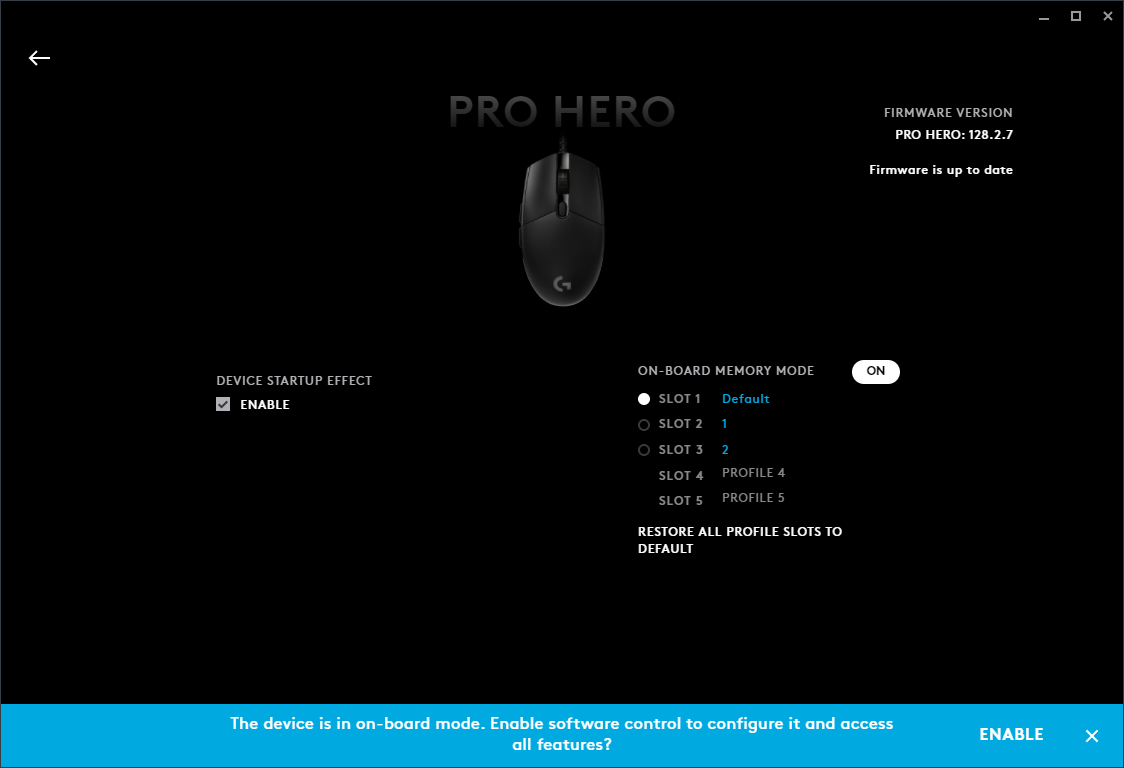 PRO HERO
FIRMWARE VERSION
PRO HERO: 128.2.7
Firmware is up to date
DEVICE STARTUP EFFECT
ENABLE
ON-BOARD MEMORY MODE ON
SLOT 1 Default
SLOT 2 1
SLOT 3 2
SLOT 4 PROFILE 4
SLOT 5 PROFILE 5
RESTORE ALL PROFILE SLOTS TO
DEFAULT
The device is in on-board mode. Enable software control to configure it and access
all features?
ENABLE